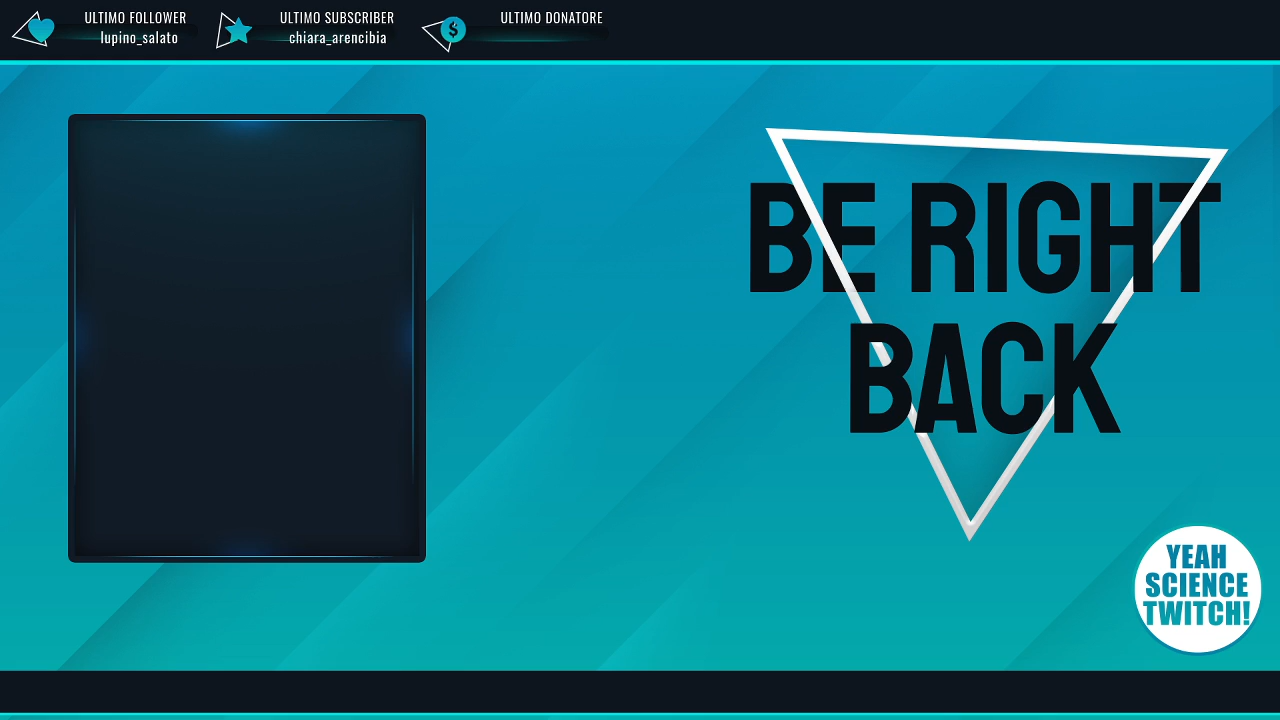 ULTIMO FOLLOWER
lupino_salato
ULTIMO SUBSCRIBER
chiara_arencibia
ULTIMO DONATORE
$
BE RIGHT
BACK
YEAH
SCIENCE
TWITCH!